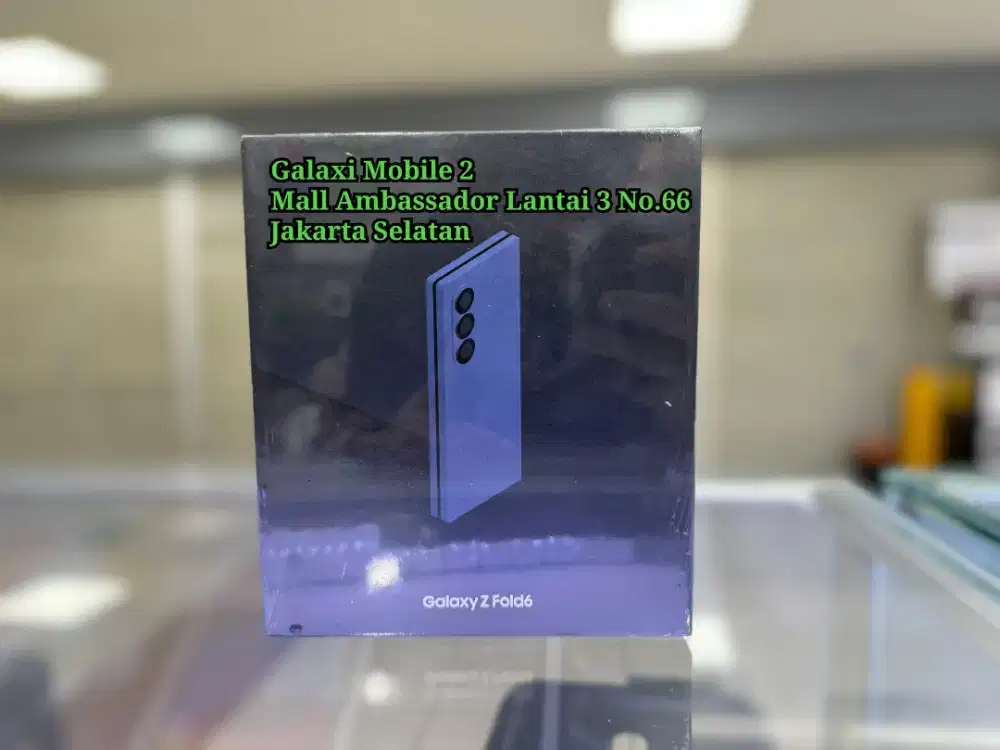 Galaxi Mobile 2
Mall Ambassador Lantai 3 No.66
Jakarta Selatan
Galaxy Z Fold6